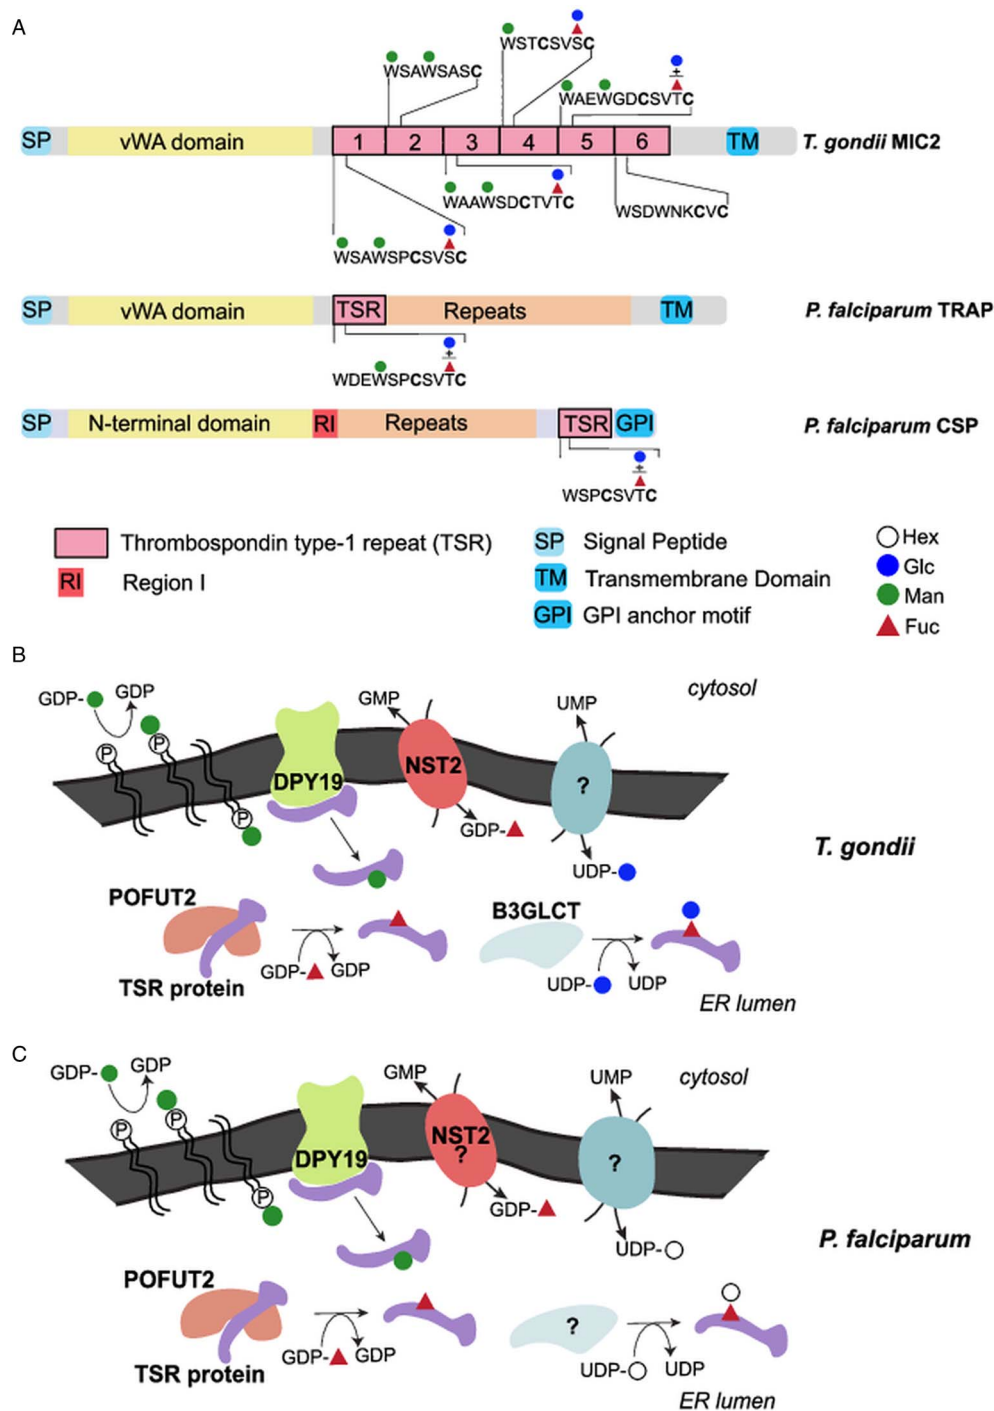 A
WSTCSVSC
WSAWSASC
±
WAEWGDCSVTC
SP vWA domain 1 2 3 4 5 6 TM T. gondii MIC2
WAAWSDCTVTC
WSDWNKCVC
WSAWSPCSVSC
SP vWA domain TSR Repeats TM P. falciparum TRAP
±
WDEWSPCSVTC
SP N-terminal domain RI Repeats TSR GPI P. falciparum CSP
±
WSPCSVTC
Thrombospondin type-1 repeat (TSR)
RI Region I
SP Signal Peptide
TM Transmembrane Domain
GPI GPI anchor motif
Hex
Glc
Man
Fuc
B
GDP- GDP
GMP
UMP
cytosol
P P P
DPY19
NST2
?
GDP-
UDP-
T. gondii
POFUT2
TSR protein
GDP- GDP
B3GLCT
UDP- UDP
ER lumen
C
GDP- GDP
GMP
UMP
cytosol
P P P
DPY19
NST2
?
?
GDP-
UDP-
P. falciparum
POFUT2
TSR protein
GDP- GDP
?
UDP- UDP
ER lumen